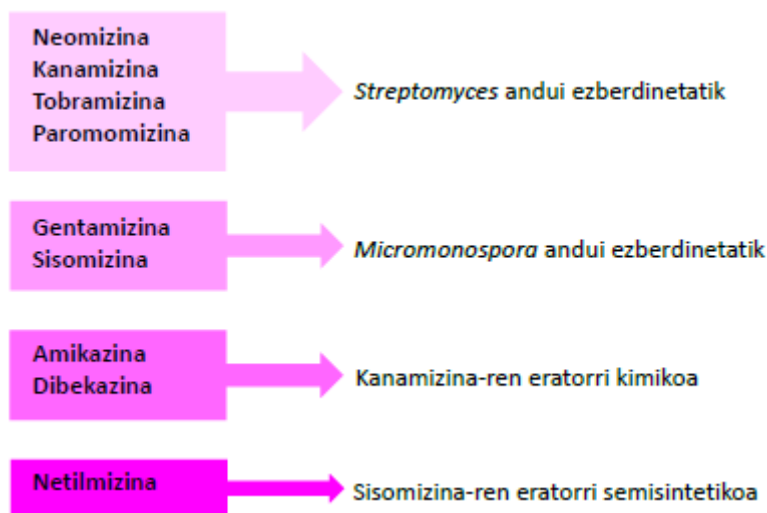 Neomizina
Kanamizina
Tobramizina
Paromomizina
Streptomyces andui ezberdinetatik
Gentamizina
Sisomizina
Micromonospora andui ezberdinetatik
Amikazina
Dibekazina
Kanamizina-ren eratorri kimikoa
Netilmizina
Sisomizina-ren eratorri semisintetikoa